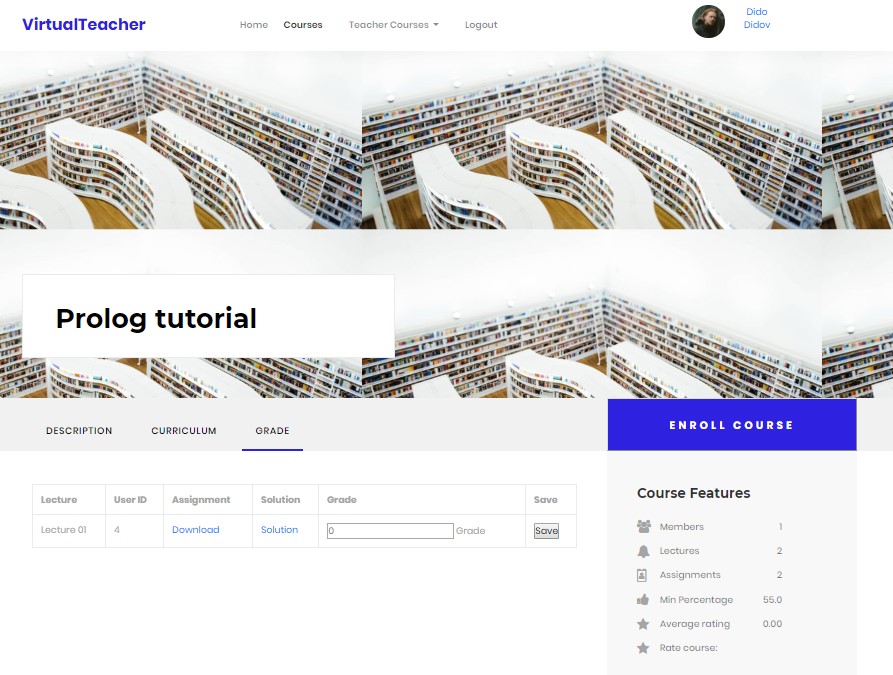 VirtualTeacher
Home Courses Teacher Courses Logout
Dido
Didov
Prolog tutorial
DESCRIPTION CURRICULUM GRADE
ENROLL COURSE
Lecture User ID Assignment Solution Grade Save
Lecture 01 4 Download Solution 0 Grade Save
Course Features
Members 1
Lectures 2
Assignments 2
Min Percentage 55.0
Average rating 0.00
Rate course: